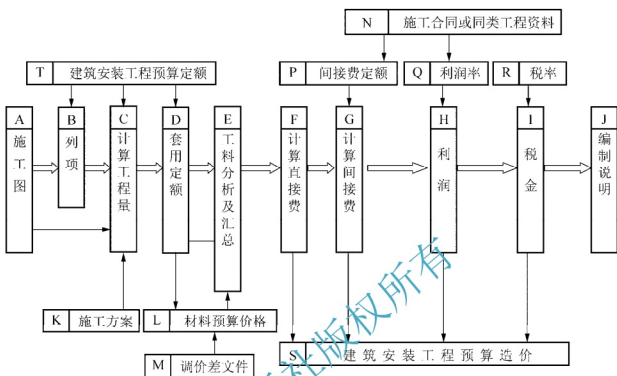 N 施工合同或同类工程资料
T 建筑安装工程预算定额
P 间接费定额
Q 利润率
R 税率
A 施工图
B 列项
C 计算工程量
D 套用定额
E 工料分析及汇总
F 计算直接费
G 计算间接费
H 利润
I 税金
J 编制说明
K 施工方案
L 材料预算价格
M 调价差文件
S 建筑安装工程预算造价
社版权所有